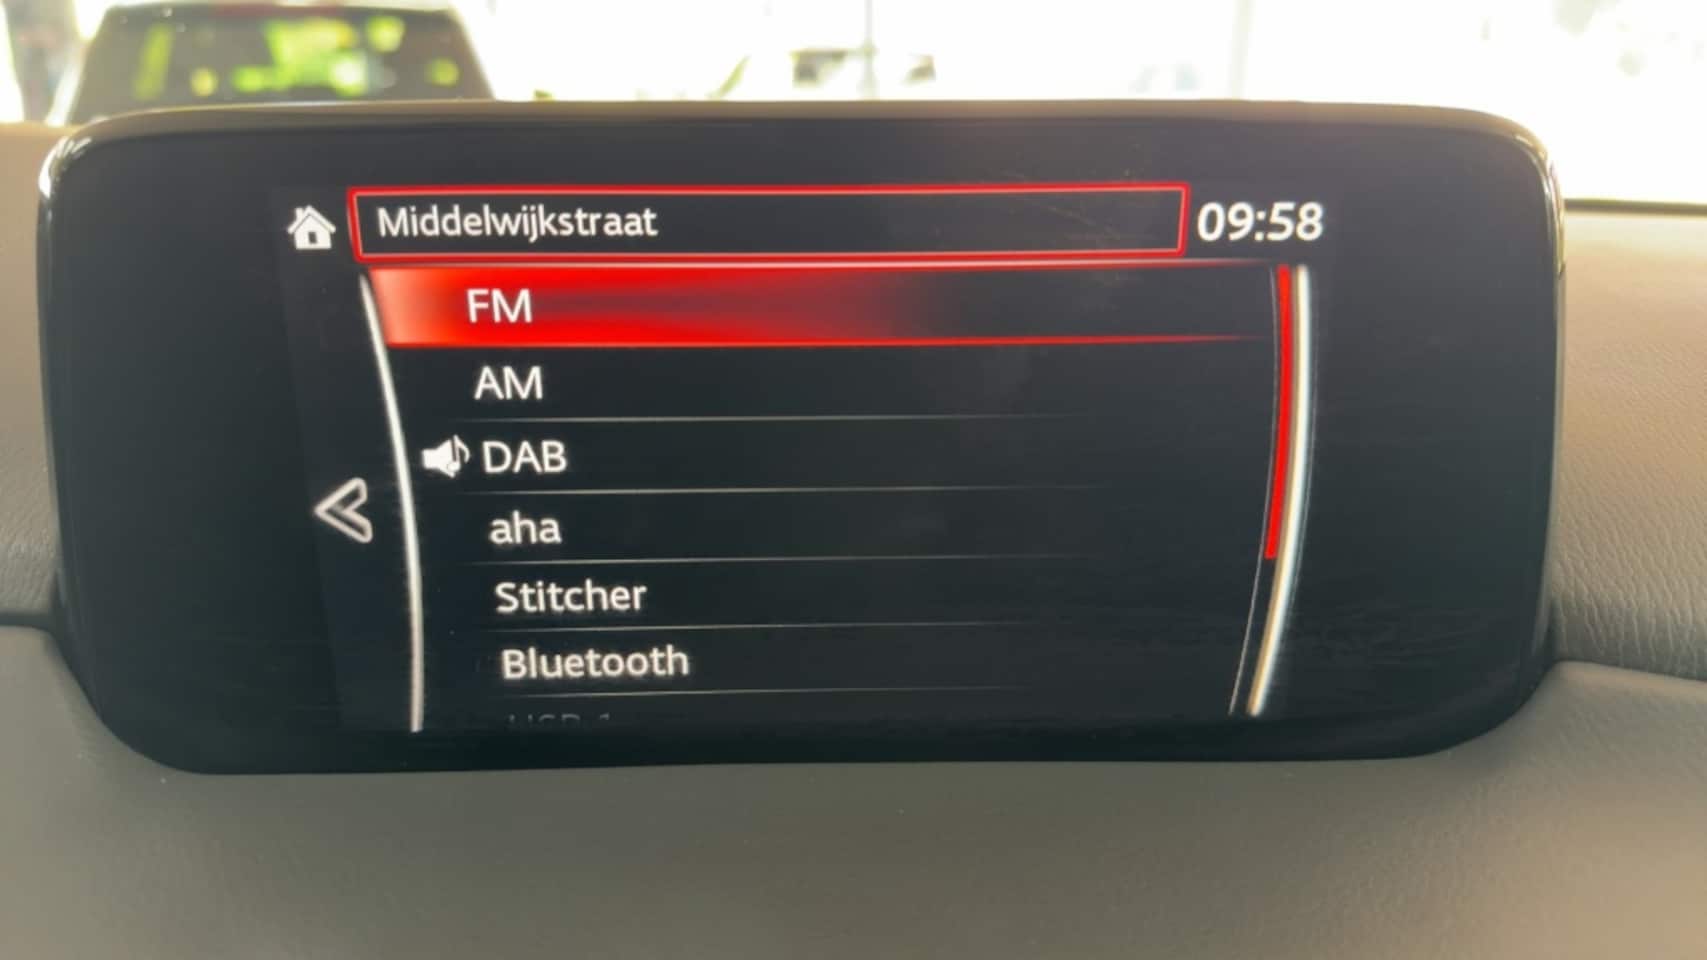 Middelwijkstraat 09:58
FM
AM
DAB
aha
Stitcher
Bluetooth